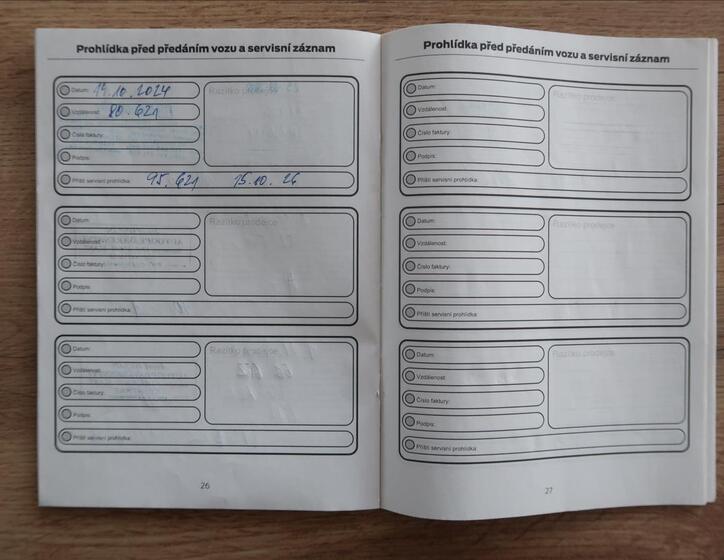 Prohlídka před předáním vozu a servisní záznam
Datum: 14.10.2024
Razítko prodejce
Vzdálenost: 80.621
Číslo faktury:
Podpis:
Příští servisní prohlídka: 95.621 15.10.26
Datum:
Razítko prodejce
Vzdálenost:
Číslo faktury:
Podpis:
Příští servisní prohlídka:
Datum:
Razítko prodejce
Vzdálenost:
Číslo faktury:
Podpis:
Příští servisní prohlídka:
26
Prohlídka před předáním vozu a servisní záznam
Datum:
Razítko prodejce
Vzdálenost:
Číslo faktury:
Podpis:
Příští servisní prohlídka:
Datum:
Razítko prodejce
Vzdálenost:
Číslo faktury:
Podpis:
Příští servisní prohlídka:
Datum:
Razítko prodejce
Vzdálenost:
Číslo faktury:
Podpis:
Příští servisní prohlídka:
27